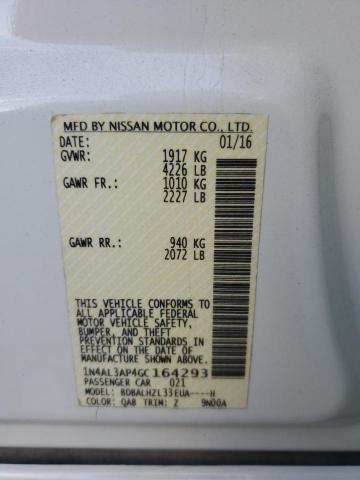 MFD BY NISSAN MOTOR CO., LTD.
DATE: 01/16
GVWR: 1917 KG
4226 LB
GAWR FR.: 1010 KG
2227 LB
GAWR RR.: 940 KG
2072 LB
THIS VEHICLE CONFORMS TO
ALL APPLICABLE FEDERAL
MOTOR VEHICLE SAFETY,
BUMPER, AND THEFT
PREVENTION STANDARDS IN
EFFECT ON THE DATE OF
MANUFACTURE SHOWN ABOVE.
1N4AL3AP4GC164293
PASSENGER CAR 021
MODEL: BDBALHZL33EUA----H
COLOR: QAB TRIM: Z 9N00A